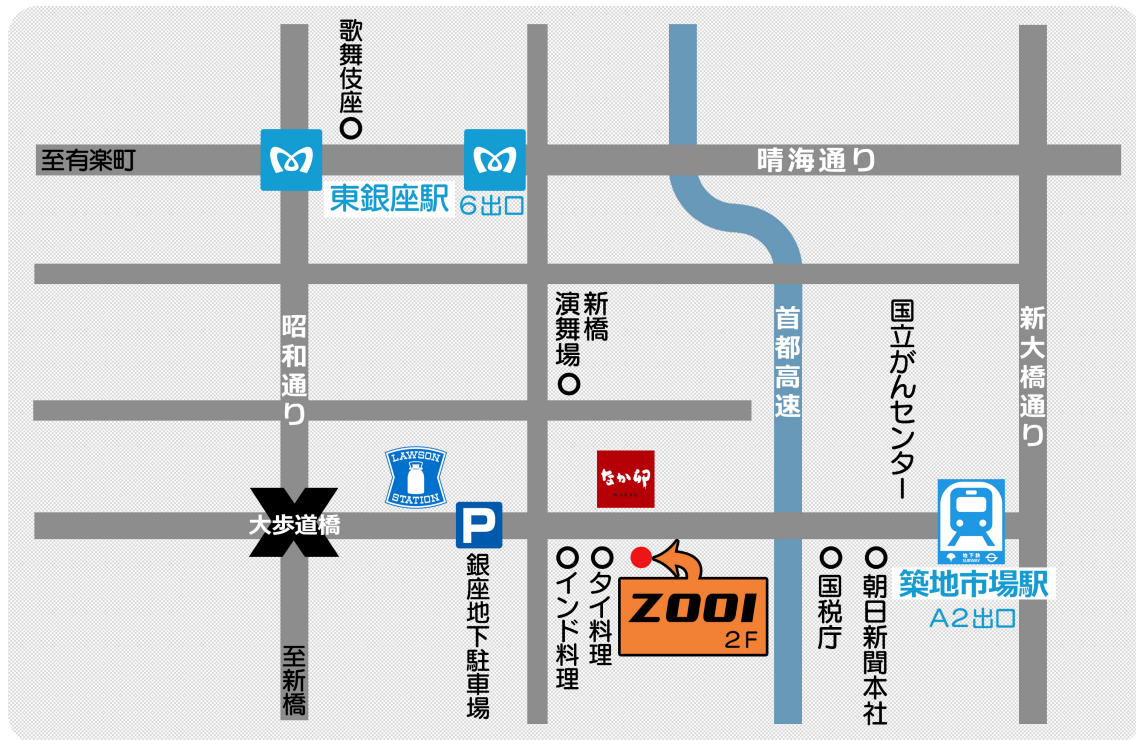 歌舞伎座
至有楽町
晴海通り
東銀座駅
6出口
昭和通り
新橋
演舞場
首都高速
国立がんセンター
新大橋通り
LAWSON
STATION
なか卯
大歩道橋
P
地下鉄
SUBWAY
銀座地下駐車場
インド料理
タイ料理
ZOOI
2F
国税庁
朝日新聞本社
築地市場駅
A2出口
至新橋